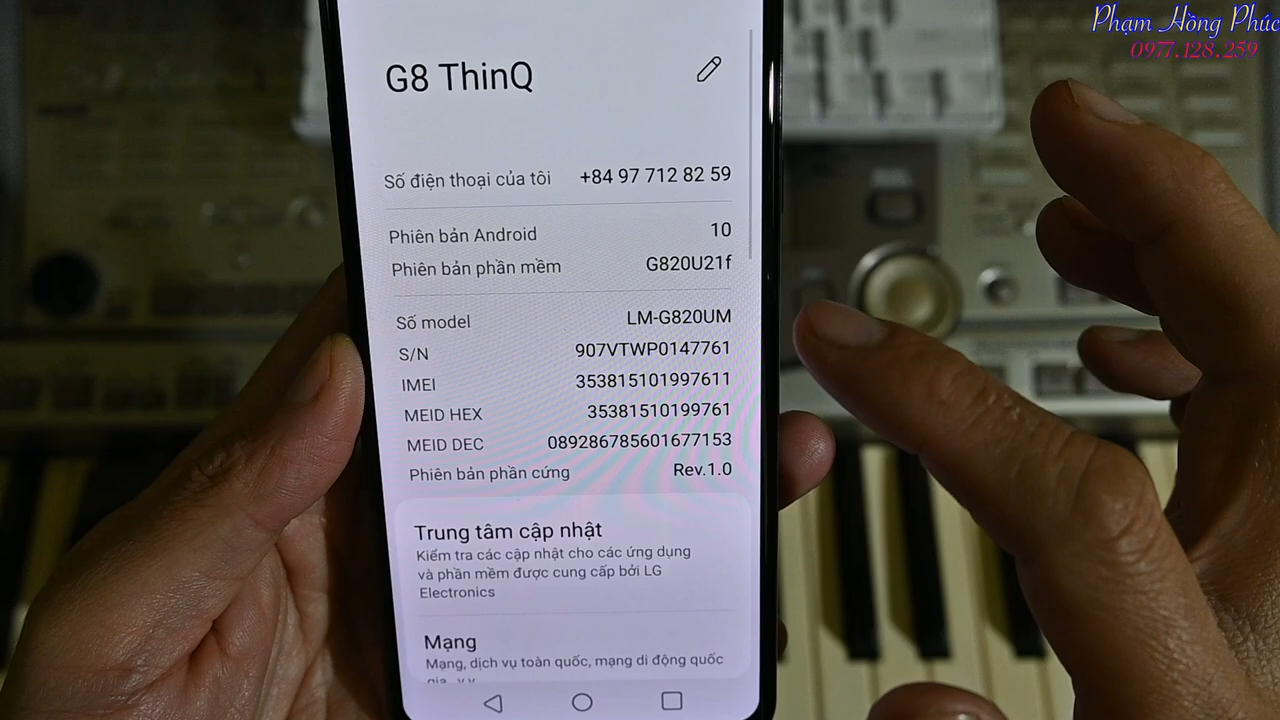 Phạm Hồng Phúc
0977.128.259
G8 ThinQ
Số điện thoại của tôi +84 97 712 82 59
Phiên bản Android 10
Phiên bản phần mềm G820U21f
Số model LM-G820UM
S/N 907VTWP0147761
IMEI 353815101997611
MEID HEX 35381510199761
MEID DEC 089286785601677153
Phiên bản phần cứng Rev.1.0
Trung tâm cập nhật
Kiểm tra các cập nhật cho các ứng dụng
và phần mềm được cung cấp bởi LG
Electronics
Mạng
Mạng, dịch vụ toàn quốc, mạng di động quốc
gia, v.v.